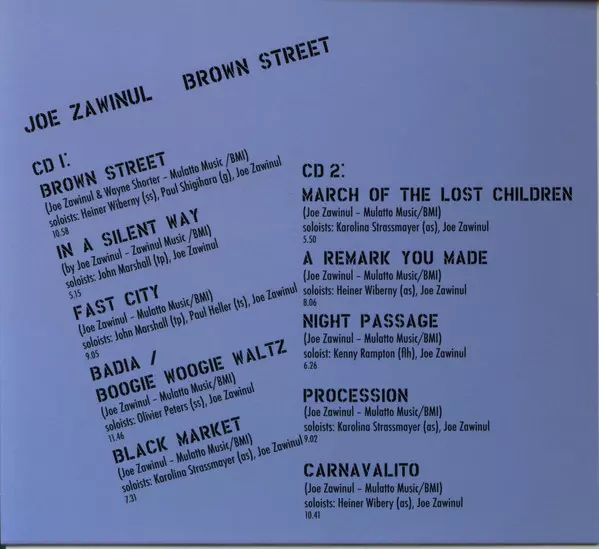 JOE ZAWINUL BROWN STREET
CD 1:
BROWN STREET
(Joe Zawinul & Wayne Shorter - Mulatto Music /BMI)
soloists: Heiner Wiberny (ss), Paul Shigihara (g), Joe Zawinul
10.58
IN A SILENT WAY
(by Joe Zawinul - Zawinul Music /BMI)
soloists: John Marshall (tp), Joe Zawinul
5.15
FAST CITY
(Joe Zawinul - Mulatto Music/BMI)
soloists: John Marshall (tp), Paul Heller (ts), Joe Zawinul
9.05
BADIA /
BOOGIE WOOGIE WALTZ
(Joe Zawinul - Mulatto Music/BMI)
soloists: Olivier Peters (ss), Joe Zawinul
11.46
BLACK MARKET
(Joe Zawinul - Mulatto Music/BMI)
soloists: Karolina Strassmayer (as), Joe Zawinul
7.31
CD 2:
MARCH OF THE LOST CHILDREN
(Joe Zawinul - Mulatto Music/BMI)
soloists: Karolina Strassmayer (as), Joe Zawinul
5.50
A REMARK YOU MADE
(Joe Zawinul - Mulatto Music/BMI)
soloists: Heiner Wiberny (as), Joe Zawinul
8.06
NIGHT PASSAGE
(Joe Zawinul - Mulatto Music/BMI)
soloist: Kenny Rampton (flh), Joe Zawinul
6.26
PROCESSION
(Joe Zawinul - Mulatto Music/BMI)
soloists: Karolina Strassmayer (as), Joe Zawinul
9.02
CARNAVALITO
(Joe Zawinul - Mulatto Music/BMI)
soloists: Heiner Wibery (as), Joe Zawinul
10.41